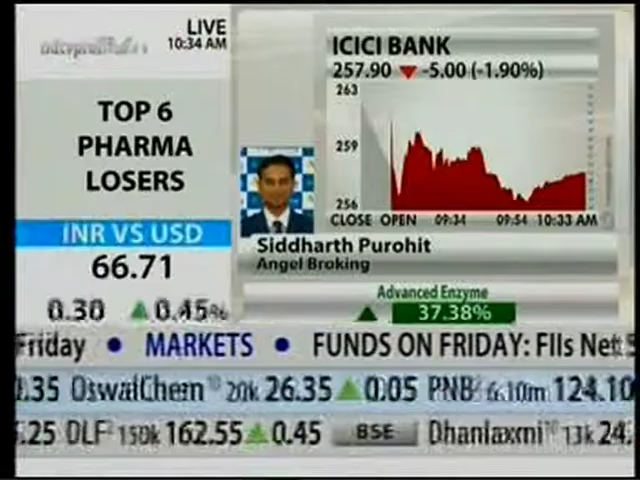 LIVE
10:34 AM
TOP 6
PHARMA
LOSERS
INR VS USD
66.71
0.30 ▲ 0.45%
ICICI BANK
257.90 ▼ -5.00 (-1.90%)
263
259
256
CLOSE OPEN 09:34 09:54 10:33 AM
Siddharth Purohit
Angel Broking
Advanced Enzyme
▲ 37.38%
Friday • MARKETS • FUNDS ON FRIDAY: FIIs Net
.35 OswalChem 20k 26.35 ▲ 0.05 PNB 6.10m 124.10
.25 DLF 150k 162.55 ▲ 0.45 BSE Dhanlaxmi 13k 24.